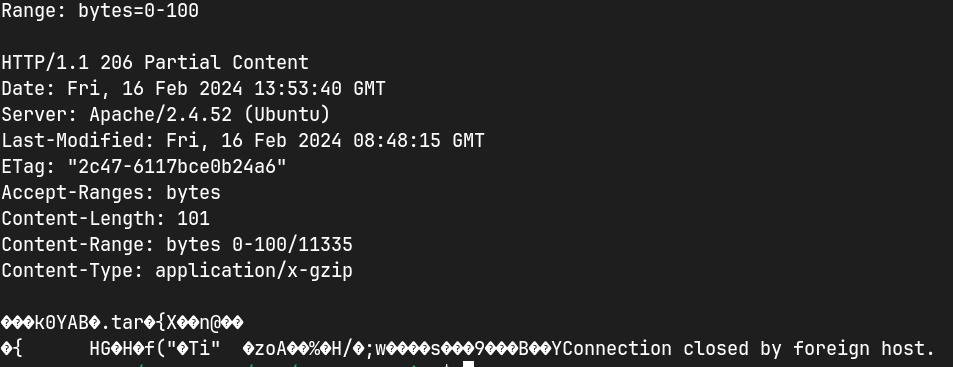 Range: bytes=0-100
HTTP/1.1 206 Partial Content
Date: Fri, 16 Feb 2024 13:53:40 GMT
Server: Apache/2.4.52 (Ubuntu)
Last-Modified: Fri, 16 Feb 2024 08:48:15 GMT
ETag: "2c47-6117bce0b24a6"
Accept-Ranges: bytes
Content-Length: 101
Content-Range: bytes 0-100/11335
Content-Type: application/x-gzip
���k0YAB�.tar�{X��n@��
�{      HG�H�f("�Ti"  �zoA��%�H/�;w����s���9���B��YConnection closed by foreign host.